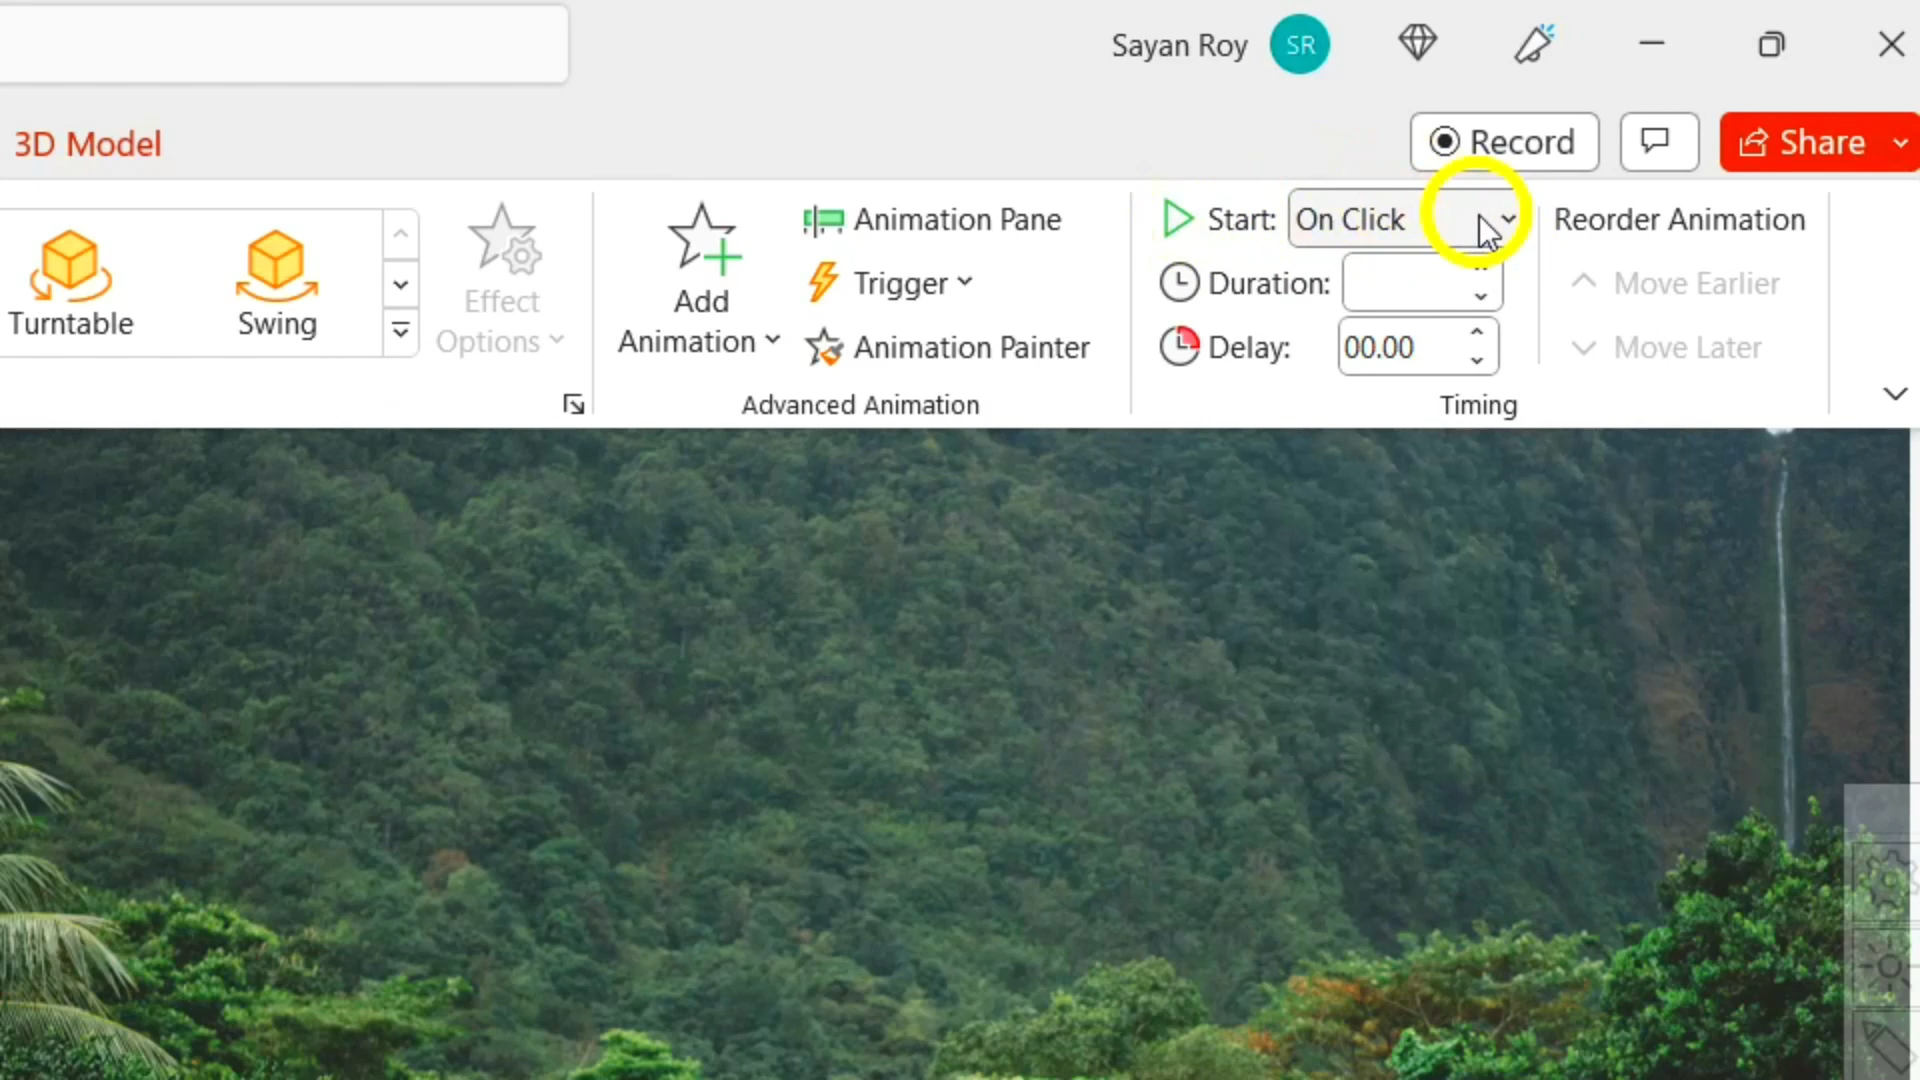 Sayan Roy SR
3D Model
Record
Share
Turntable
Swing
Effect
Options
Add
Animation
Animation Pane
Trigger
Animation Painter
Advanced Animation
Start: On Click
Duration:
Delay: 00.00
Reorder Animation
Move Earlier
Move Later
Timing